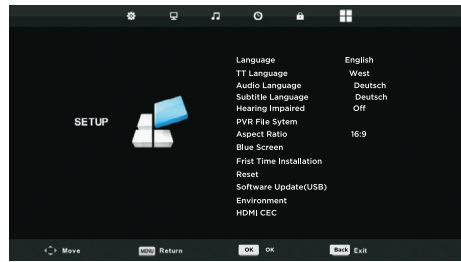 Language English
TT Language West
Audio Language Deutsch
Subtitle Language Deutsch
Hearing Impaired Off
PVR File Sytem
SETUP
Aspect Ratio 16:9
Blue Screen
Frist Time Installation
Reset
Software Update(USB)
Environment
HDMI CEC
Move MENU Return OK OK Back Exit